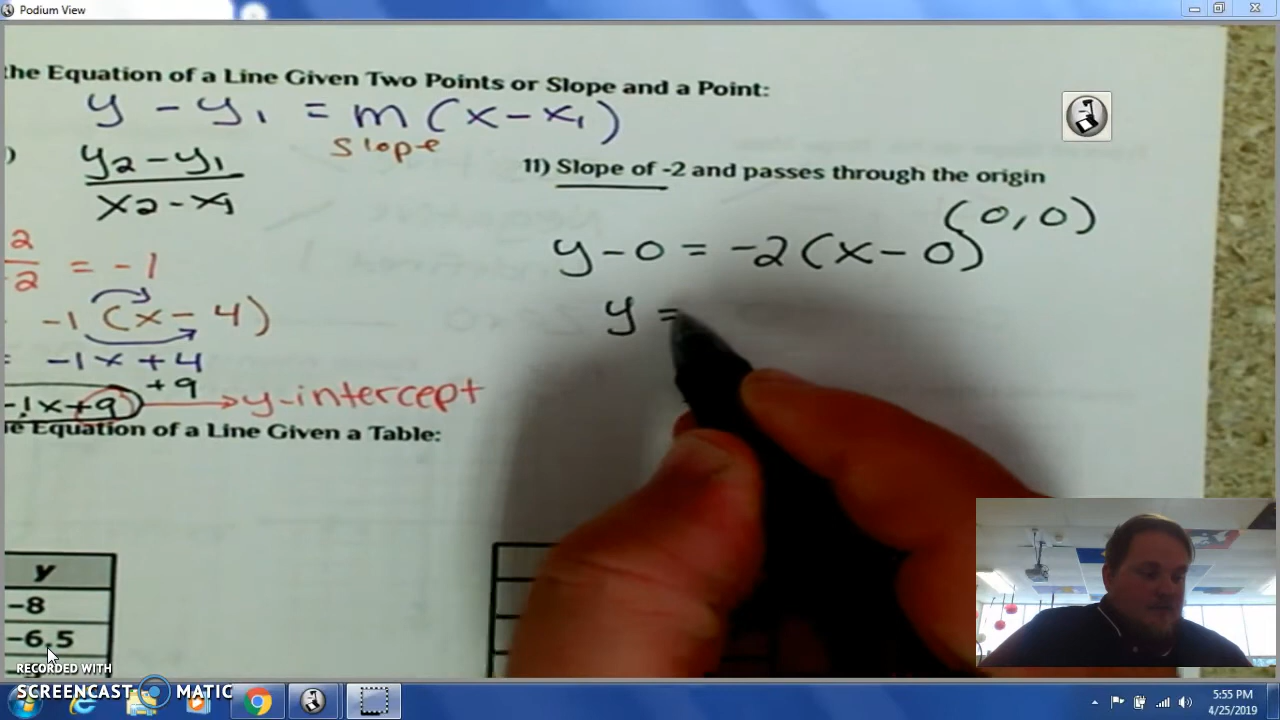 Podium View
the Equation of a Line Given Two Points or Slope and a Point:
y - y1 = m(x - x1)
slope
) y2 - y1
x2 - x1
2
-2 = -1
-1 (x - 4)
= -1x + 4
+9
-1x+9 → y-intercept
11) Slope of -2 and passes through the origin
(0,0)
y - 0 = -2(x - 0)
y =
e Equation of a Line Given a Table:
y
-8
-6.5
RECORDED WITH
SCREENCAST MATIC
5:55 PM
4/25/2019